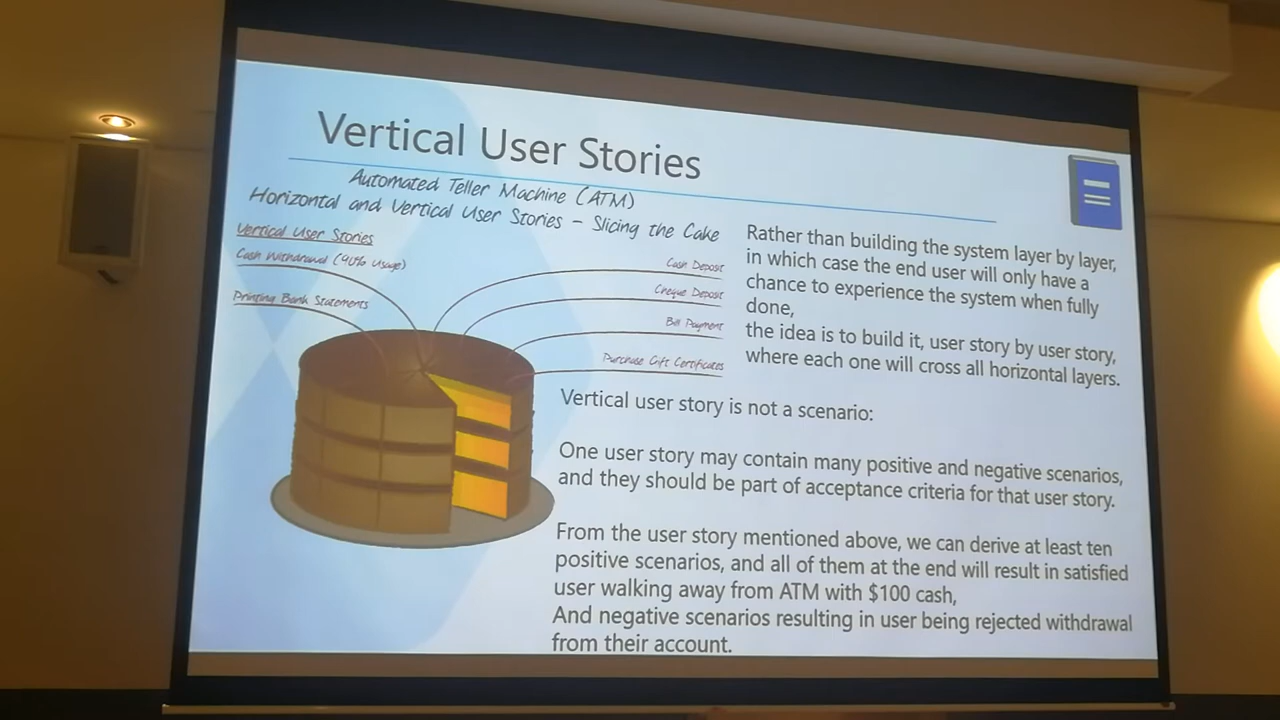 Vertical User Stories
Automated Teller Machine (ATM)
Horizontal and Vertical User Stories - Slicing the Cake
Vertical User Stories
Cash Withdrawal (90% Usage)
Printing Bank Statements
Cash Deposit
Cheque Deposit
Bill Payment
Purchase Gift Certificates
Rather than building the system layer by layer,
in which case the end user will only have a
chance to experience the system when fully
done,
the idea is to build it, user story by user story,
where each one will cross all horizontal layers.
Vertical user story is not a scenario:
One user story may contain many positive and negative scenarios,
and they should be part of acceptance criteria for that user story.
From the user story mentioned above, we can derive at least ten
positive scenarios, and all of them at the end will result in satisfied
user walking away from ATM with $100 cash,
And negative scenarios resulting in user being rejected withdrawal
from their account.